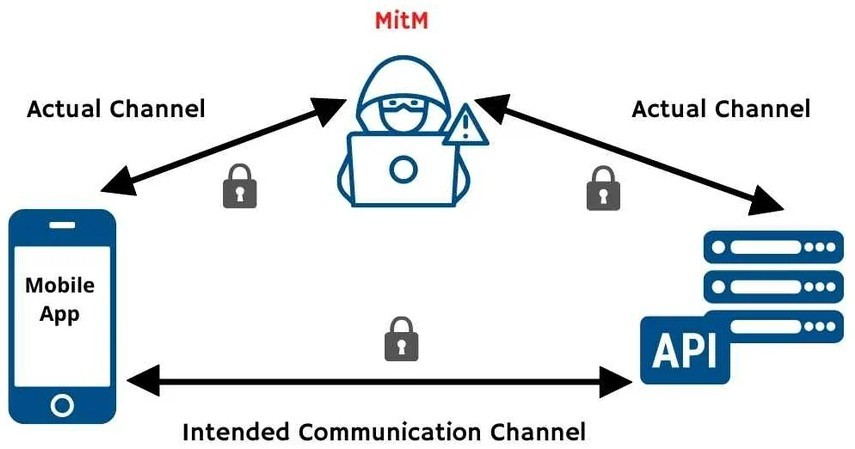 MitM
Actual Channel
Actual Channel
Mobile
App
API
Intended Communication Channel